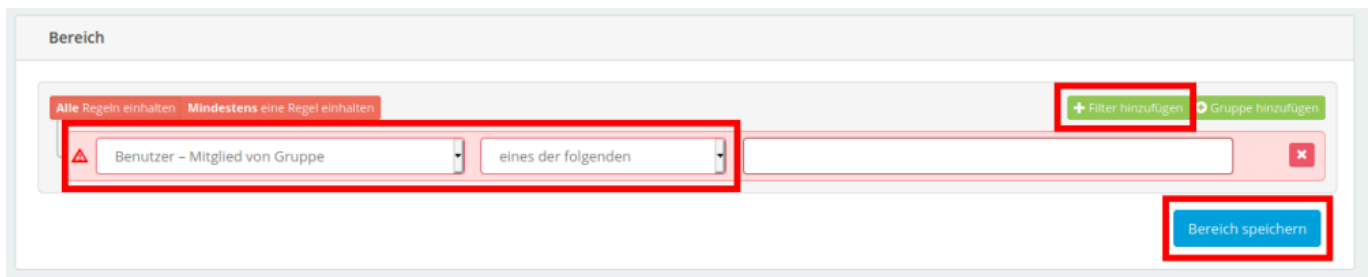 Bereich
Alle Regeln einhalten Mindestens eine Regel einhalten
Filter hinzufügen Gruppe hinzufügen
Benutzer – Mitglied von Gruppe eines der folgenden
Bereich speichern